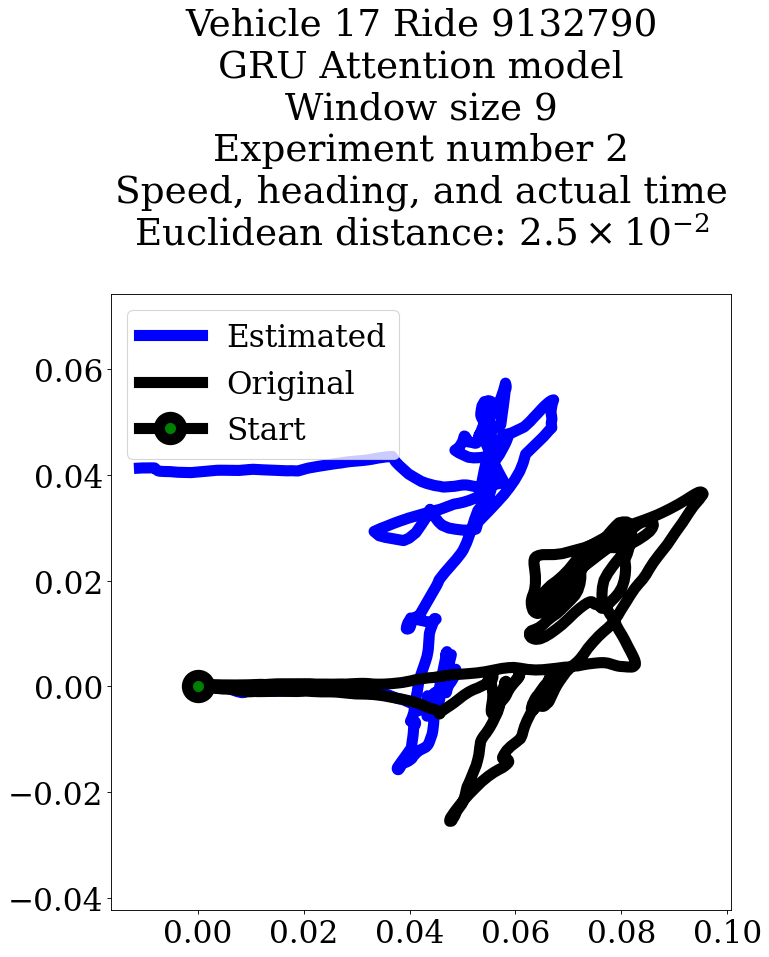 Vehicle 17 Ride 9132790
GRU Attention model
Window size 9
Experiment number 2
Speed, heading, and actual time
Euclidean distance: 2.5 × 10⁻²
Estimated
Original
Start
0.06
0.04
0.02
0.00
−0.02
−0.04
0.00 0.02 0.04 0.06 0.08 0.10